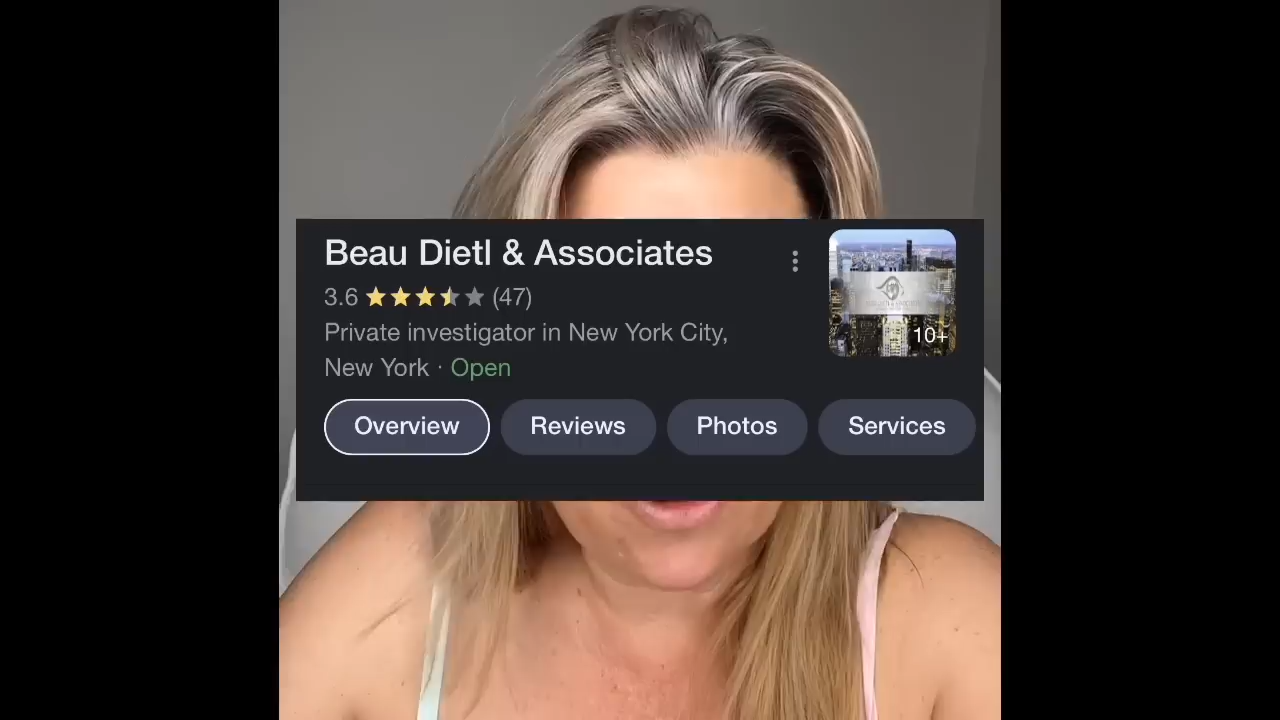 Beau Dietl & Associates
3.6 (47)
Private investigator in New York City,
New York · Open
10+
Overview
Reviews
Photos
Services